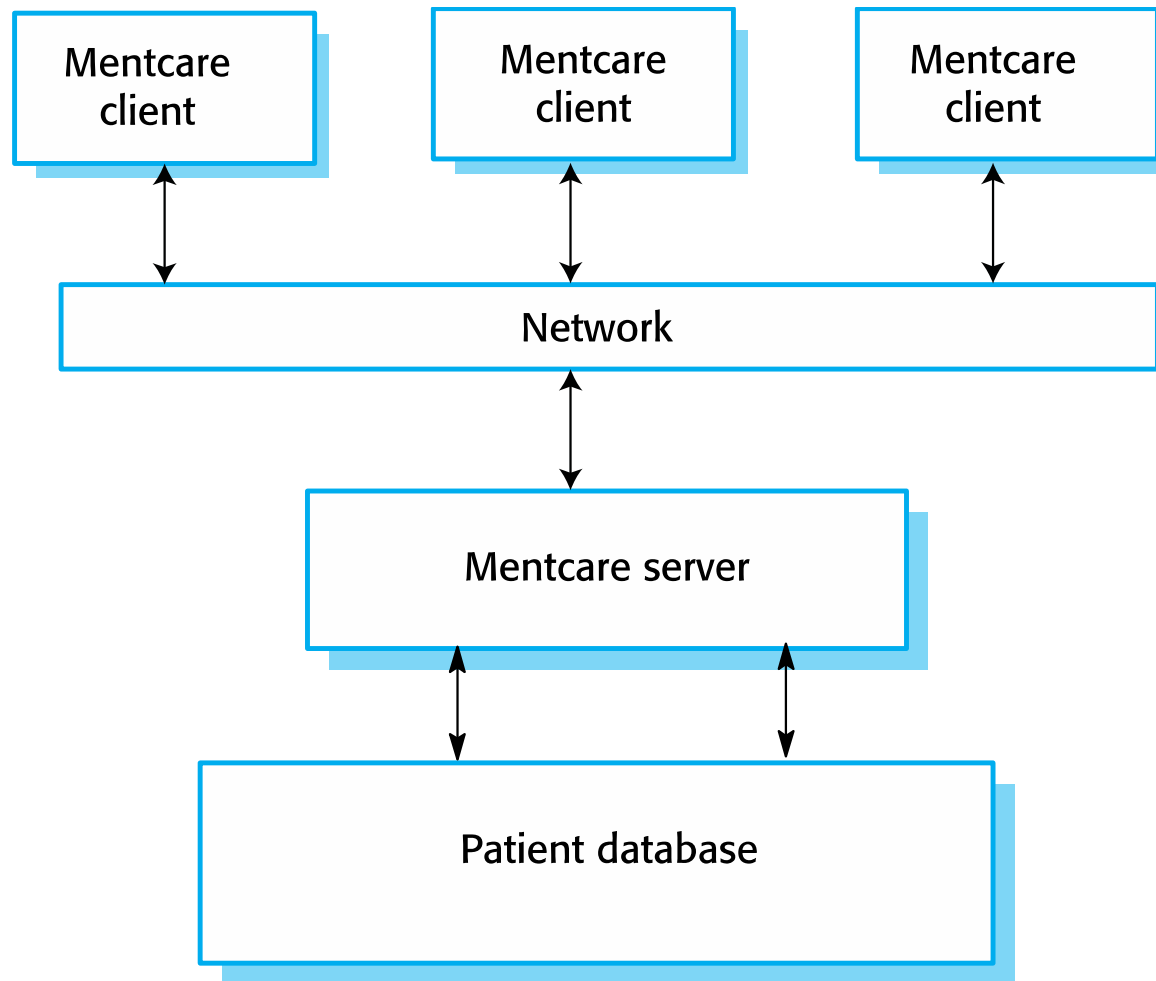 Mentcare
client
Mentcare
client
Mentcare
client
Network
Mentcare server
Patient database